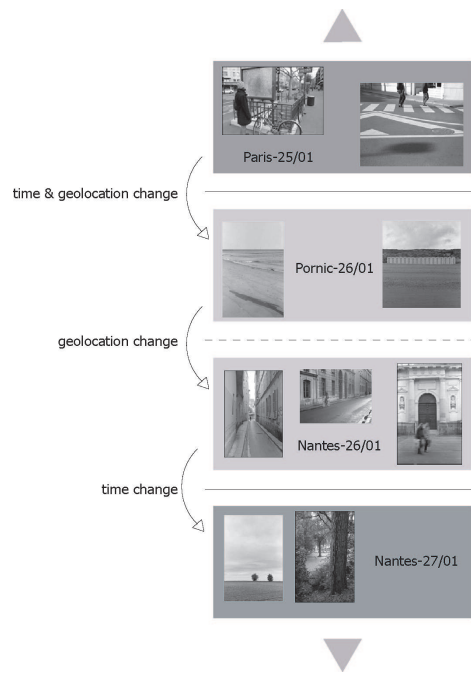 Paris-25/01
time & geolocation change
Pornic-26/01
geolocation change
Nantes-26/01
time change
Nantes-27/01